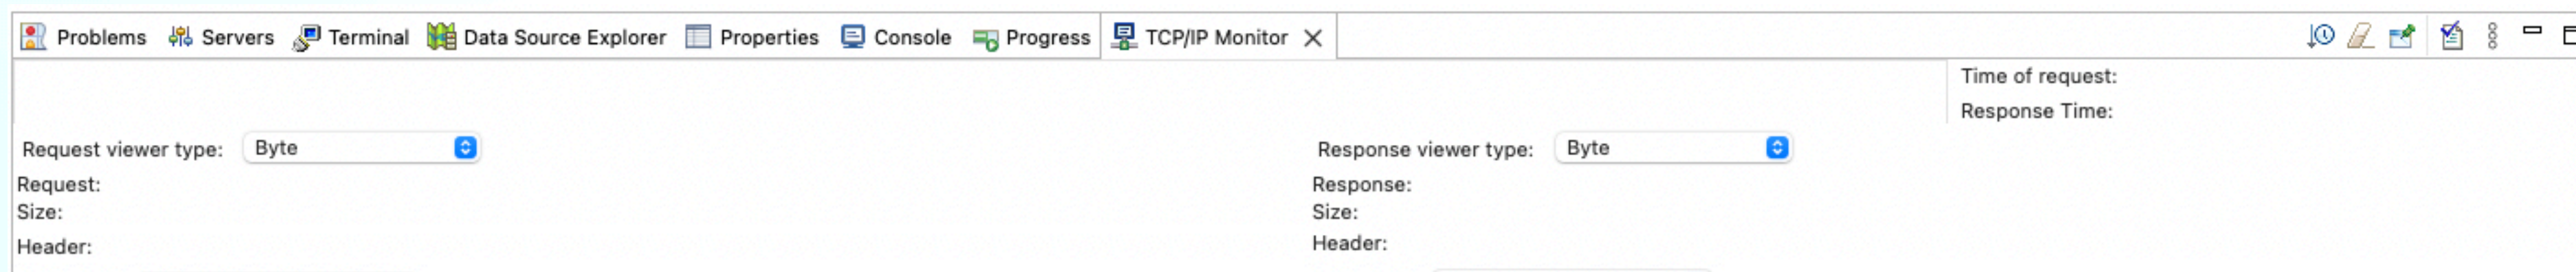 Problems Servers Terminal Data Source Explorer Properties Console Progress TCP/IP Monitor
Time of request:
Response Time:
Request viewer type: Byte
Response viewer type: Byte
Request:
Response:
Size:
Size:
Header:
Header: